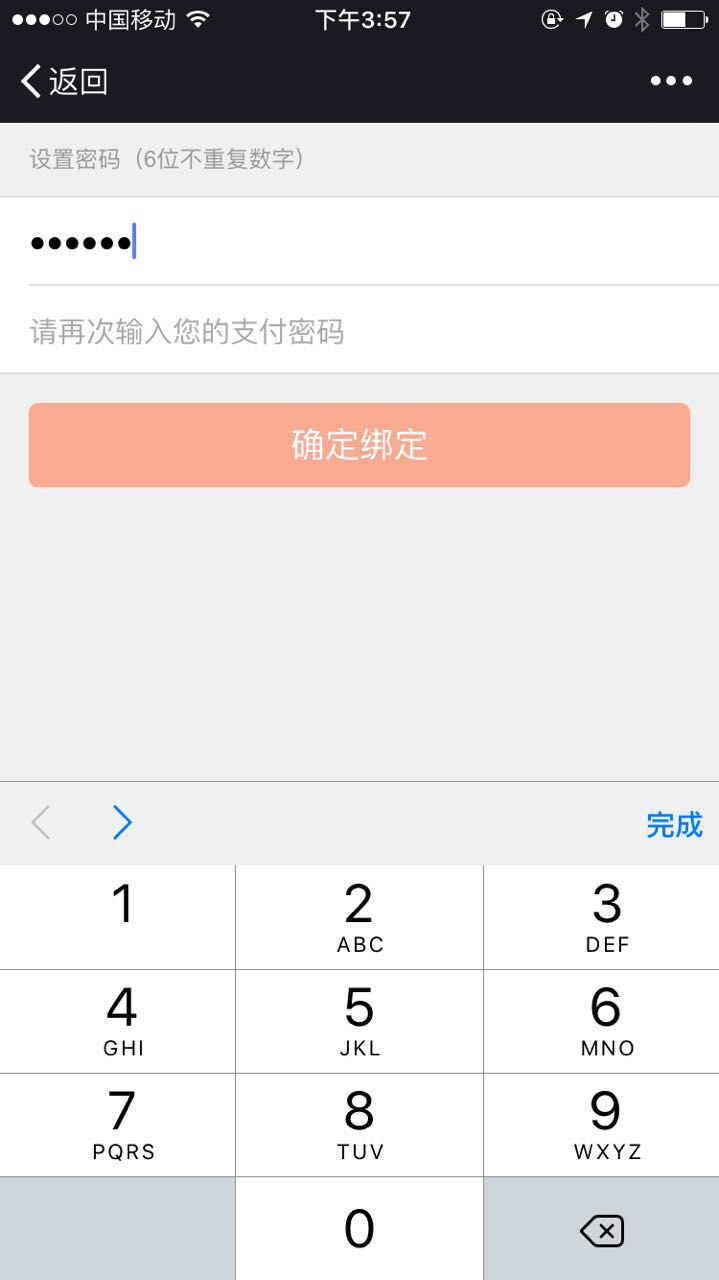 中国移动 下午3:57
返回
设置密码（6位不重复数字）
••••••
请再次输入您的支付密码
确定绑定
完成
1 2 3
ABC DEF
4 5 6
GHI JKL MNO
7 8 9
PQRS TUV WXYZ
0